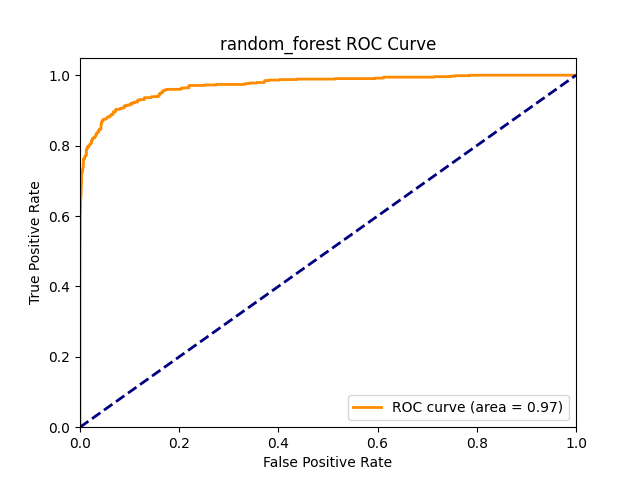 random_forest ROC Curve
1.0
0.8
0.6
0.4
0.2
0.0
True Positive Rate
ROC curve (area = 0.97)
0.0 0.2 0.4 0.6 0.8 1.0
False Positive Rate